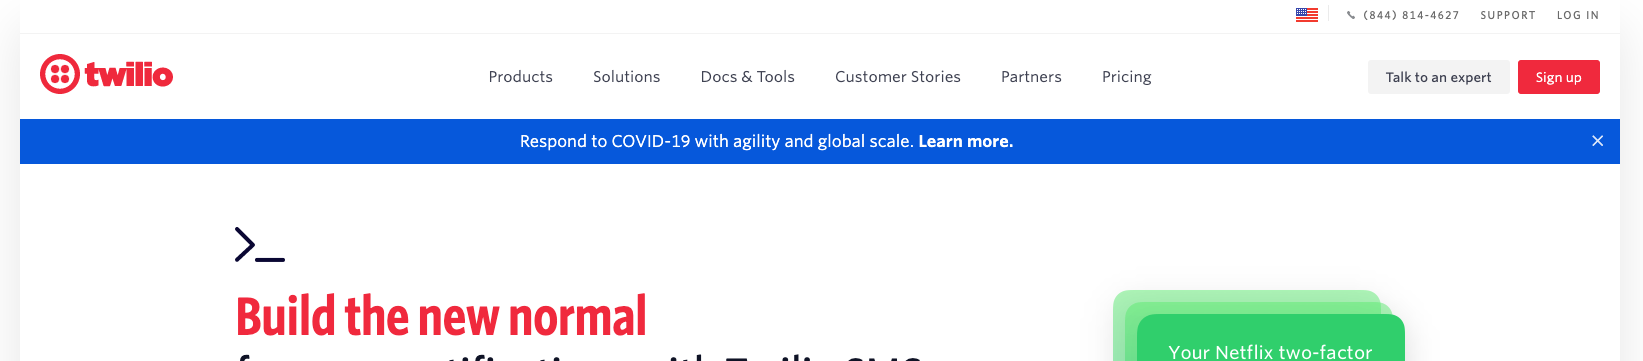 (844) 814-4627 SUPPORT LOG IN
twilio Products Solutions Docs & Tools Customer Stories Partners Pricing Talk to an expert Sign up
Respond to COVID-19 with agility and global scale. Learn more.
>_
Build the new normal
Your Netflix two-factor